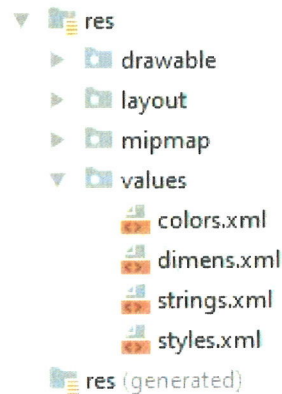 res
drawable
layout
mipmap
values
colors.xml
dimens.xml
strings.xml
styles.xml
res (generated)